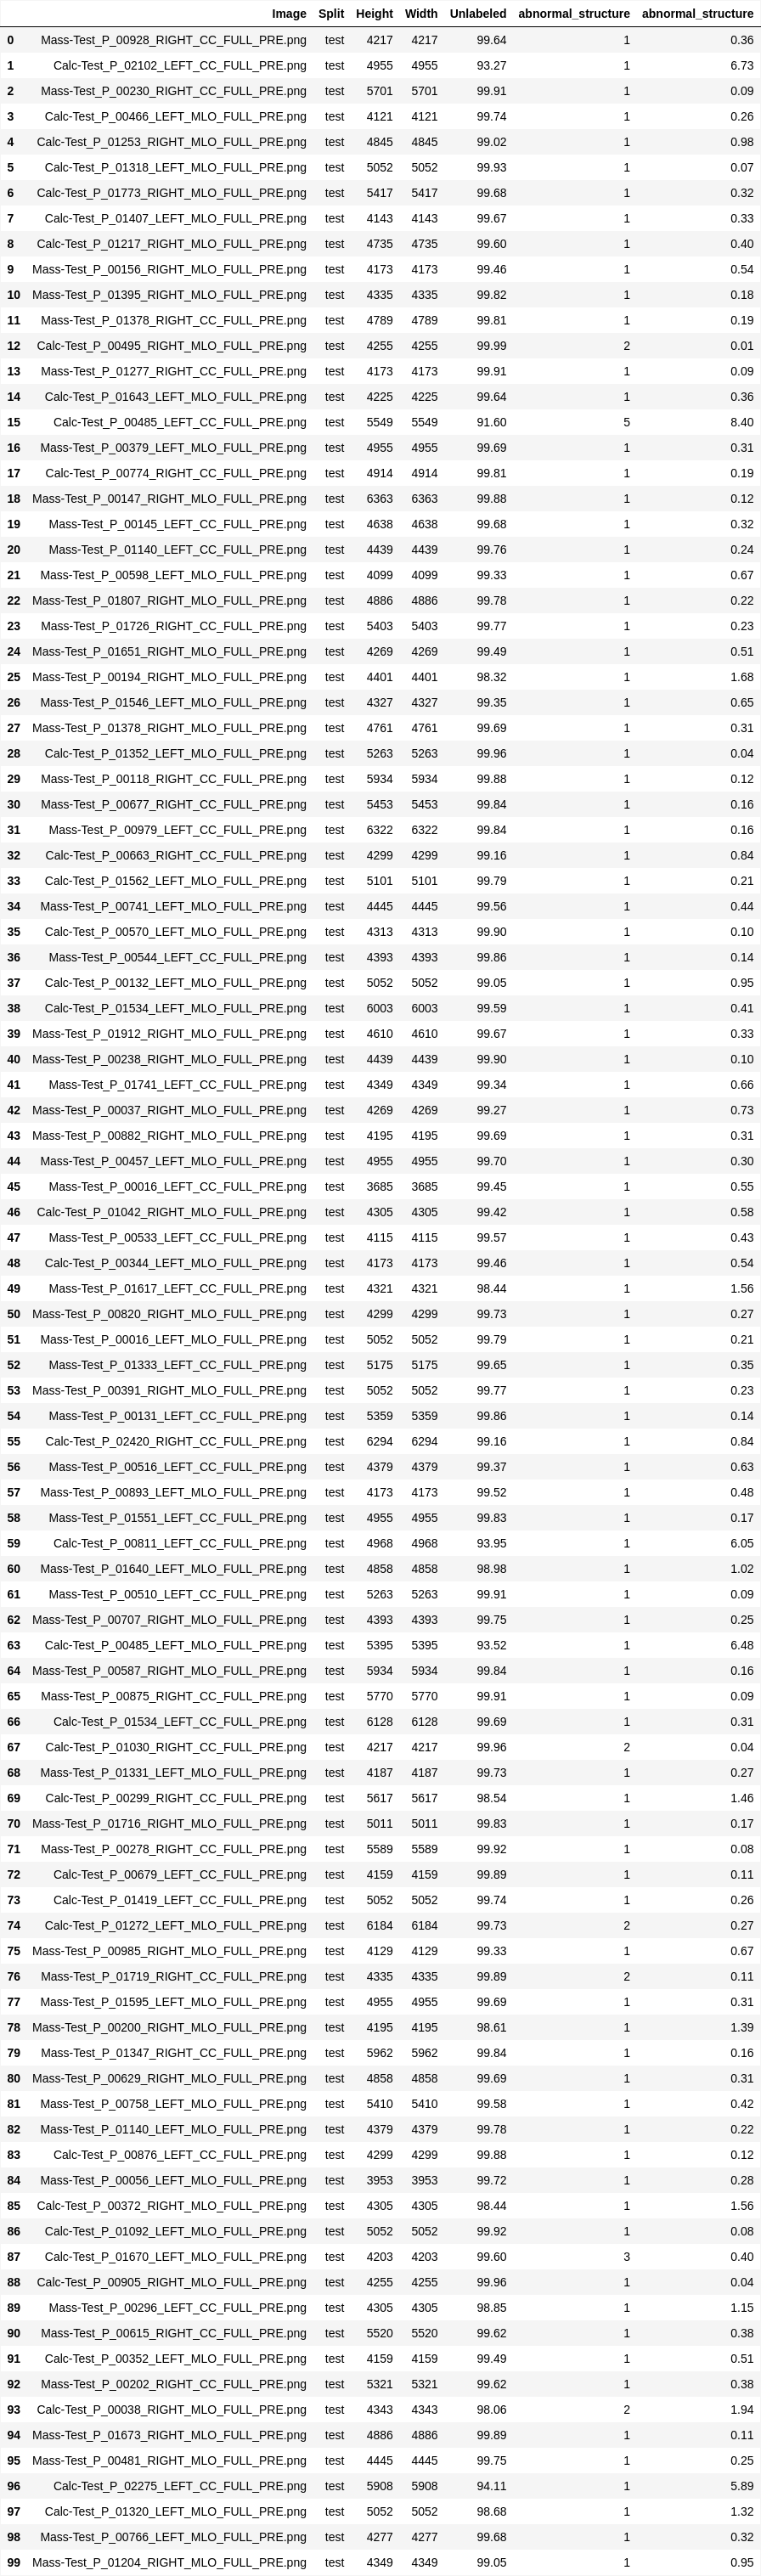 Image Split Height Width Unlabeled abnormal_structure abnormal_structure
0 Mass-Test_P_00928_RIGHT_CC_FULL_PRE.png test 4217 4217 99.64 1 0.36
1 Calc-Test_P_02102_LEFT_CC_FULL_PRE.png test 4955 4955 93.27 1 6.73
2 Mass-Test_P_00230_RIGHT_CC_FULL_PRE.png test 5701 5701 99.91 1 0.09
3 Calc-Test_P_00466_LEFT_MLO_FULL_PRE.png test 4121 4121 99.74 1 0.26
4 Calc-Test_P_01253_RIGHT_MLO_FULL_PRE.png test 4845 4845 99.02 1 0.98
5 Calc-Test_P_01318_LEFT_MLO_FULL_PRE.png test 5052 5052 99.93 1 0.07
6 Calc-Test_P_01773_RIGHT_MLO_FULL_PRE.png test 5417 5417 99.68 1 0.32
7 Calc-Test_P_01407_LEFT_MLO_FULL_PRE.png test 4143 4143 99.67 1 0.33
8 Calc-Test_P_01217_RIGHT_MLO_FULL_PRE.png test 4735 4735 99.60 1 0.40
9 Mass-Test_P_00156_RIGHT_MLO_FULL_PRE.png test 4173 4173 99.46 1 0.54
10 Mass-Test_P_01395_RIGHT_MLO_FULL_PRE.png test 4335 4335 99.82 1 0.18
11 Mass-Test_P_01378_RIGHT_CC_FULL_PRE.png test 4789 4789 99.81 1 0.19
12 Calc-Test_P_00495_RIGHT_MLO_FULL_PRE.png test 4255 4255 99.99 2 0.01
13 Mass-Test_P_01277_RIGHT_CC_FULL_PRE.png test 4173 4173 99.91 1 0.09
14 Calc-Test_P_01643_LEFT_MLO_FULL_PRE.png test 4225 4225 99.64 1 0.36
15 Calc-Test_P_00485_LEFT_CC_FULL_PRE.png test 5549 5549 91.60 5 8.40
16 Mass-Test_P_00379_LEFT_MLO_FULL_PRE.png test 4955 4955 99.69 1 0.31
17 Calc-Test_P_00774_RIGHT_CC_FULL_PRE.png test 4914 4914 99.81 1 0.19
18 Mass-Test_P_00147_RIGHT_MLO_FULL_PRE.png test 6363 6363 99.88 1 0.12
19 Mass-Test_P_00145_LEFT_CC_FULL_PRE.png test 4638 4638 99.68 1 0.32
20 Mass-Test_P_01140_LEFT_CC_FULL_PRE.png test 4439 4439 99.76 1 0.24
21 Mass-Test_P_00598_LEFT_MLO_FULL_PRE.png test 4099 4099 99.33 1 0.67
22 Mass-Test_P_01807_RIGHT_MLO_FULL_PRE.png test 4886 4886 99.78 1 0.22
23 Mass-Test_P_01726_RIGHT_CC_FULL_PRE.png test 5403 5403 99.77 1 0.23
24 Mass-Test_P_01651_RIGHT_MLO_FULL_PRE.png test 4269 4269 99.49 1 0.51
25 Mass-Test_P_00194_RIGHT_MLO_FULL_PRE.png test 4401 4401 98.32 1 1.68
26 Mass-Test_P_01546_LEFT_MLO_FULL_PRE.png test 4327 4327 99.35 1 0.65
27 Mass-Test_P_01378_RIGHT_MLO_FULL_PRE.png test 4761 4761 99.69 1 0.31
28 Calc-Test_P_01352_LEFT_MLO_FULL_PRE.png test 5263 5263 99.96 1 0.04
29 Mass-Test_P_00118_RIGHT_CC_FULL_PRE.png test 5934 5934 99.88 1 0.12
30 Mass-Test_P_00677_RIGHT_CC_FULL_PRE.png test 5453 5453 99.84 1 0.16
31 Mass-Test_P_00979_LEFT_CC_FULL_PRE.png test 6322 6322 99.84 1 0.16
32 Calc-Test_P_00663_RIGHT_CC_FULL_PRE.png test 4299 4299 99.16 1 0.84
33 Calc-Test_P_01562_LEFT_MLO_FULL_PRE.png test 5101 5101 99.79 1 0.21
34 Mass-Test_P_00741_LEFT_MLO_FULL_PRE.png test 4445 4445 99.56 1 0.44
35 Calc-Test_P_00570_LEFT_MLO_FULL_PRE.png test 4313 4313 99.90 1 0.10
36 Mass-Test_P_00544_LEFT_CC_FULL_PRE.png test 4393 4393 99.86 1 0.14
37 Calc-Test_P_00132_LEFT_MLO_FULL_PRE.png test 5052 5052 99.05 1 0.95
38 Calc-Test_P_01534_LEFT_MLO_FULL_PRE.png test 6003 6003 99.59 1 0.41
39 Mass-Test_P_01912_RIGHT_MLO_FULL_PRE.png test 4610 4610 99.67 1 0.33
40 Mass-Test_P_00238_RIGHT_MLO_FULL_PRE.png test 4439 4439 99.90 1 0.10
41 Mass-Test_P_01741_LEFT_CC_FULL_PRE.png test 4349 4349 99.34 1 0.66
42 Mass-Test_P_00037_RIGHT_MLO_FULL_PRE.png test 4269 4269 99.27 1 0.73
43 Mass-Test_P_00882_RIGHT_MLO_FULL_PRE.png test 4195 4195 99.69 1 0.31
44 Mass-Test_P_00457_LEFT_MLO_FULL_PRE.png test 4955 4955 99.70 1 0.30
45 Mass-Test_P_00016_LEFT_CC_FULL_PRE.png test 3685 3685 99.45 1 0.55
46 Calc-Test_P_01042_RIGHT_MLO_FULL_PRE.png test 4305 4305 99.42 1 0.58
47 Mass-Test_P_00533_LEFT_CC_FULL_PRE.png test 4115 4115 99.57 1 0.43
48 Calc-Test_P_00344_LEFT_MLO_FULL_PRE.png test 4173 4173 99.46 1 0.54
49 Mass-Test_P_01617_LEFT_CC_FULL_PRE.png test 4321 4321 98.44 1 1.56
50 Mass-Test_P_00820_RIGHT_MLO_FULL_PRE.png test 4299 4299 99.73 1 0.27
51 Mass-Test_P_00016_LEFT_MLO_FULL_PRE.png test 5052 5052 99.79 1 0.21
52 Mass-Test_P_01333_LEFT_CC_FULL_PRE.png test 5175 5175 99.65 1 0.35
53 Mass-Test_P_00391_RIGHT_MLO_FULL_PRE.png test 5052 5052 99.77 1 0.23
54 Mass-Test_P_00131_LEFT_CC_FULL_PRE.png test 5359 5359 99.86 1 0.14
55 Calc-Test_P_02420_RIGHT_CC_FULL_PRE.png test 6294 6294 99.16 1 0.84
56 Mass-Test_P_00516_LEFT_CC_FULL_PRE.png test 4379 4379 99.37 1 0.63
57 Mass-Test_P_00893_LEFT_MLO_FULL_PRE.png test 4173 4173 99.52 1 0.48
58 Mass-Test_P_01551_LEFT_CC_FULL_PRE.png test 4955 4955 99.83 1 0.17
59 Calc-Test_P_00811_LEFT_CC_FULL_PRE.png test 4968 4968 93.95 1 6.05
60 Mass-Test_P_01640_LEFT_MLO_FULL_PRE.png test 4858 4858 98.98 1 1.02
61 Mass-Test_P_00510_LEFT_CC_FULL_PRE.png test 5263 5263 99.91 1 0.09
62 Mass-Test_P_00707_RIGHT_MLO_FULL_PRE.png test 4393 4393 99.75 1 0.25
63 Calc-Test_P_00485_LEFT_MLO_FULL_PRE.png test 5395 5395 93.52 1 6.48
64 Mass-Test_P_00587_RIGHT_MLO_FULL_PRE.png test 5934 5934 99.84 1 0.16
65 Mass-Test_P_00875_RIGHT_CC_FULL_PRE.png test 5770 5770 99.91 1 0.09
66 Calc-Test_P_01534_LEFT_CC_FULL_PRE.png test 6128 6128 99.69 1 0.31
67 Calc-Test_P_01030_RIGHT_CC_FULL_PRE.png test 4217 4217 99.96 2 0.04
68 Mass-Test_P_01331_LEFT_MLO_FULL_PRE.png test 4187 4187 99.73 1 0.27
69 Calc-Test_P_00299_RIGHT_CC_FULL_PRE.png test 5617 5617 98.54 1 1.46
70 Mass-Test_P_01716_RIGHT_MLO_FULL_PRE.png test 5011 5011 99.83 1 0.17
71 Mass-Test_P_00278_RIGHT_CC_FULL_PRE.png test 5589 5589 99.92 1 0.08
72 Calc-Test_P_00679_LEFT_CC_FULL_PRE.png test 4159 4159 99.89 1 0.11
73 Calc-Test_P_01419_LEFT_CC_FULL_PRE.png test 5052 5052 99.74 1 0.26
74 Calc-Test_P_01272_LEFT_MLO_FULL_PRE.png test 6184 6184 99.73 2 0.27
75 Mass-Test_P_00985_RIGHT_MLO_FULL_PRE.png test 4129 4129 99.33 1 0.67
76 Mass-Test_P_01719_RIGHT_CC_FULL_PRE.png test 4335 4335 99.89 2 0.11
77 Mass-Test_P_01595_LEFT_MLO_FULL_PRE.png test 4955 4955 99.69 1 0.31
78 Mass-Test_P_00200_RIGHT_MLO_FULL_PRE.png test 4195 4195 98.61 1 1.39
79 Mass-Test_P_01347_RIGHT_CC_FULL_PRE.png test 5962 5962 99.84 1 0.16
80 Mass-Test_P_00629_RIGHT_MLO_FULL_PRE.png test 4858 4858 99.69 1 0.31
81 Mass-Test_P_00758_LEFT_MLO_FULL_PRE.png test 5410 5410 99.58 1 0.42
82 Mass-Test_P_01140_LEFT_MLO_FULL_PRE.png test 4379 4379 99.78 1 0.22
83 Calc-Test_P_00876_LEFT_CC_FULL_PRE.png test 4299 4299 99.88 1 0.12
84 Mass-Test_P_00056_LEFT_MLO_FULL_PRE.png test 3953 3953 99.72 1 0.28
85 Calc-Test_P_00372_RIGHT_MLO_FULL_PRE.png test 4305 4305 98.44 1 1.56
86 Calc-Test_P_01092_LEFT_MLO_FULL_PRE.png test 5052 5052 99.92 1 0.08
87 Calc-Test_P_01670_LEFT_MLO_FULL_PRE.png test 4203 4203 99.60 3 0.40
88 Calc-Test_P_00905_RIGHT_MLO_FULL_PRE.png test 4255 4255 99.96 1 0.04
89 Mass-Test_P_00296_LEFT_CC_FULL_PRE.png test 4305 4305 98.85 1 1.15
90 Mass-Test_P_00615_RIGHT_CC_FULL_PRE.png test 5520 5520 99.62 1 0.38
91 Calc-Test_P_00352_LEFT_MLO_FULL_PRE.png test 4159 4159 99.49 1 0.51
92 Mass-Test_P_00202_RIGHT_CC_FULL_PRE.png test 5321 5321 99.62 1 0.38
93 Calc-Test_P_00038_RIGHT_MLO_FULL_PRE.png test 4343 4343 98.06 2 1.94
94 Mass-Test_P_01673_RIGHT_MLO_FULL_PRE.png test 4886 4886 99.89 1 0.11
95 Mass-Test_P_00481_RIGHT_MLO_FULL_PRE.png test 4445 4445 99.75 1 0.25
96 Calc-Test_P_02275_LEFT_CC_FULL_PRE.png test 5908 5908 94.11 1 5.89
97 Calc-Test_P_01320_LEFT_MLO_FULL_PRE.png test 5052 5052 98.68 1 1.32
98 Mass-Test_P_00766_LEFT_MLO_FULL_PRE.png test 4277 4277 99.68 1 0.32
99 Mass-Test_P_01204_RIGHT_MLO_FULL_PRE.png test 4349 4349 99.05 1 0.95